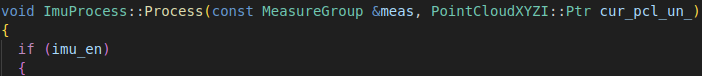 void ImuProcess::Process(const MeasureGroup &meas, PointCloudXYZI::Ptr cur_pcl_un_)
{
  if (imu_en)
  {